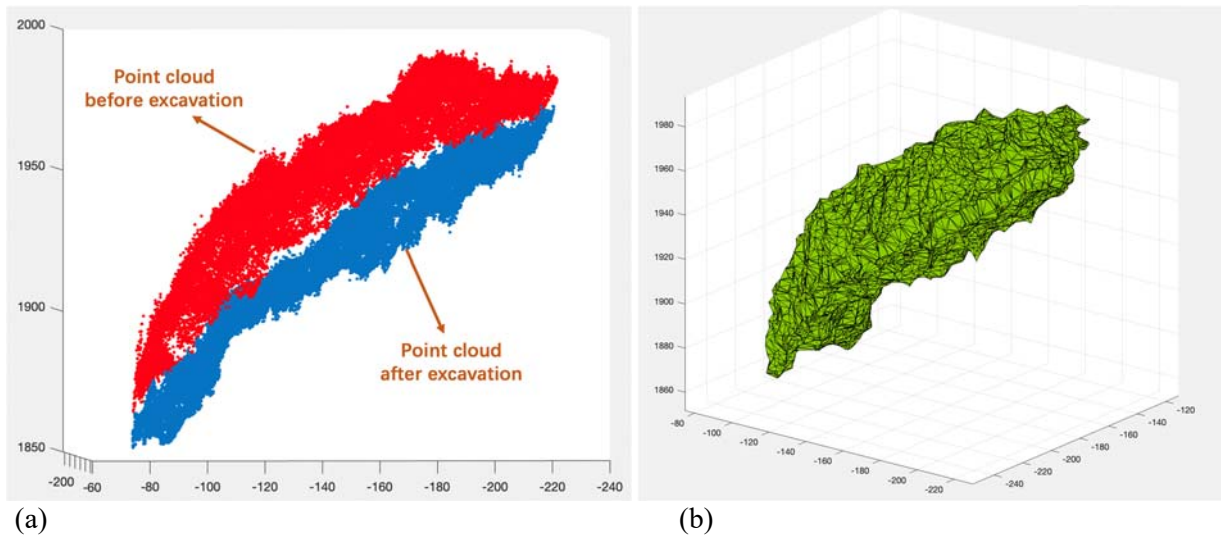 2000
1950
1900
1850
Point cloud
before excavation
Point cloud
after excavation
-200 -60 -80 -100 -120 -140 -160 -180 -200 -220 -240
(a)
1980
1960
1940
1920
1900
1880
1860
-80 -100 -120 -140 -160 -180 -200 -220
-240 -220 -200 -180 -160 -140 -120
(b)